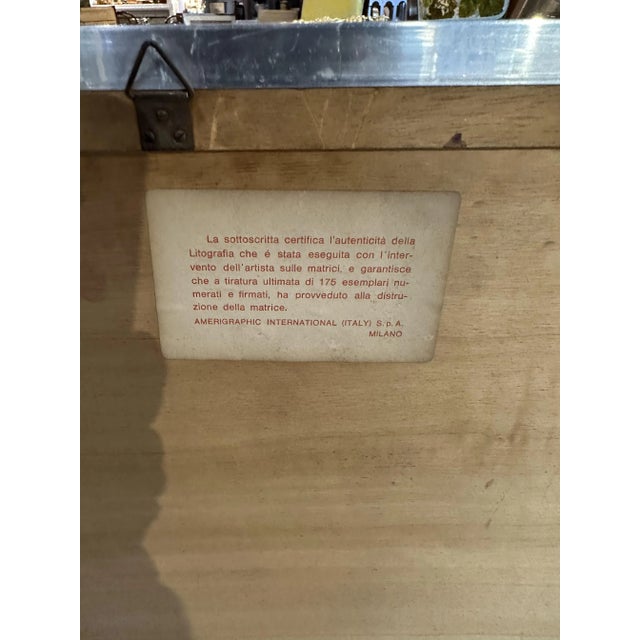 La sottoscritta certifica l'autenticità della
Litografia che é stata eseguita con l'inter-
vento dell'artista sulle matrici, e garantisce
che a tiratura ultimata di 175 esemplari nu-
merati e firmati, ha provveduto alla distru-
zione della matrice.
AMERIGRAPHIC INTERNATIONAL (ITALY) S.p.A.
MILANO